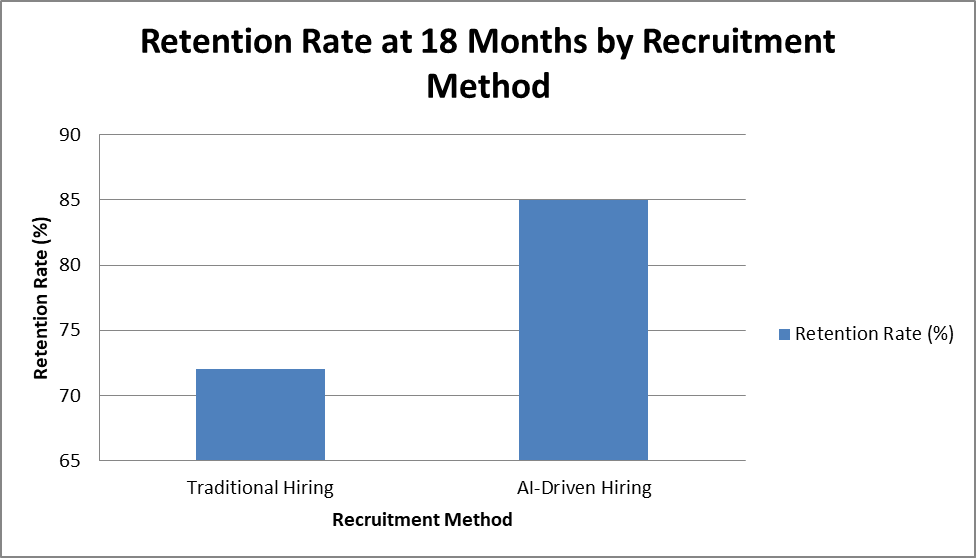 Retention Rate at 18 Months by Recruitment
Method
90
85
80
75
70
65
Retention Rate (%)
Traditional Hiring
AI-Driven Hiring
Recruitment Method
Retention Rate (%)